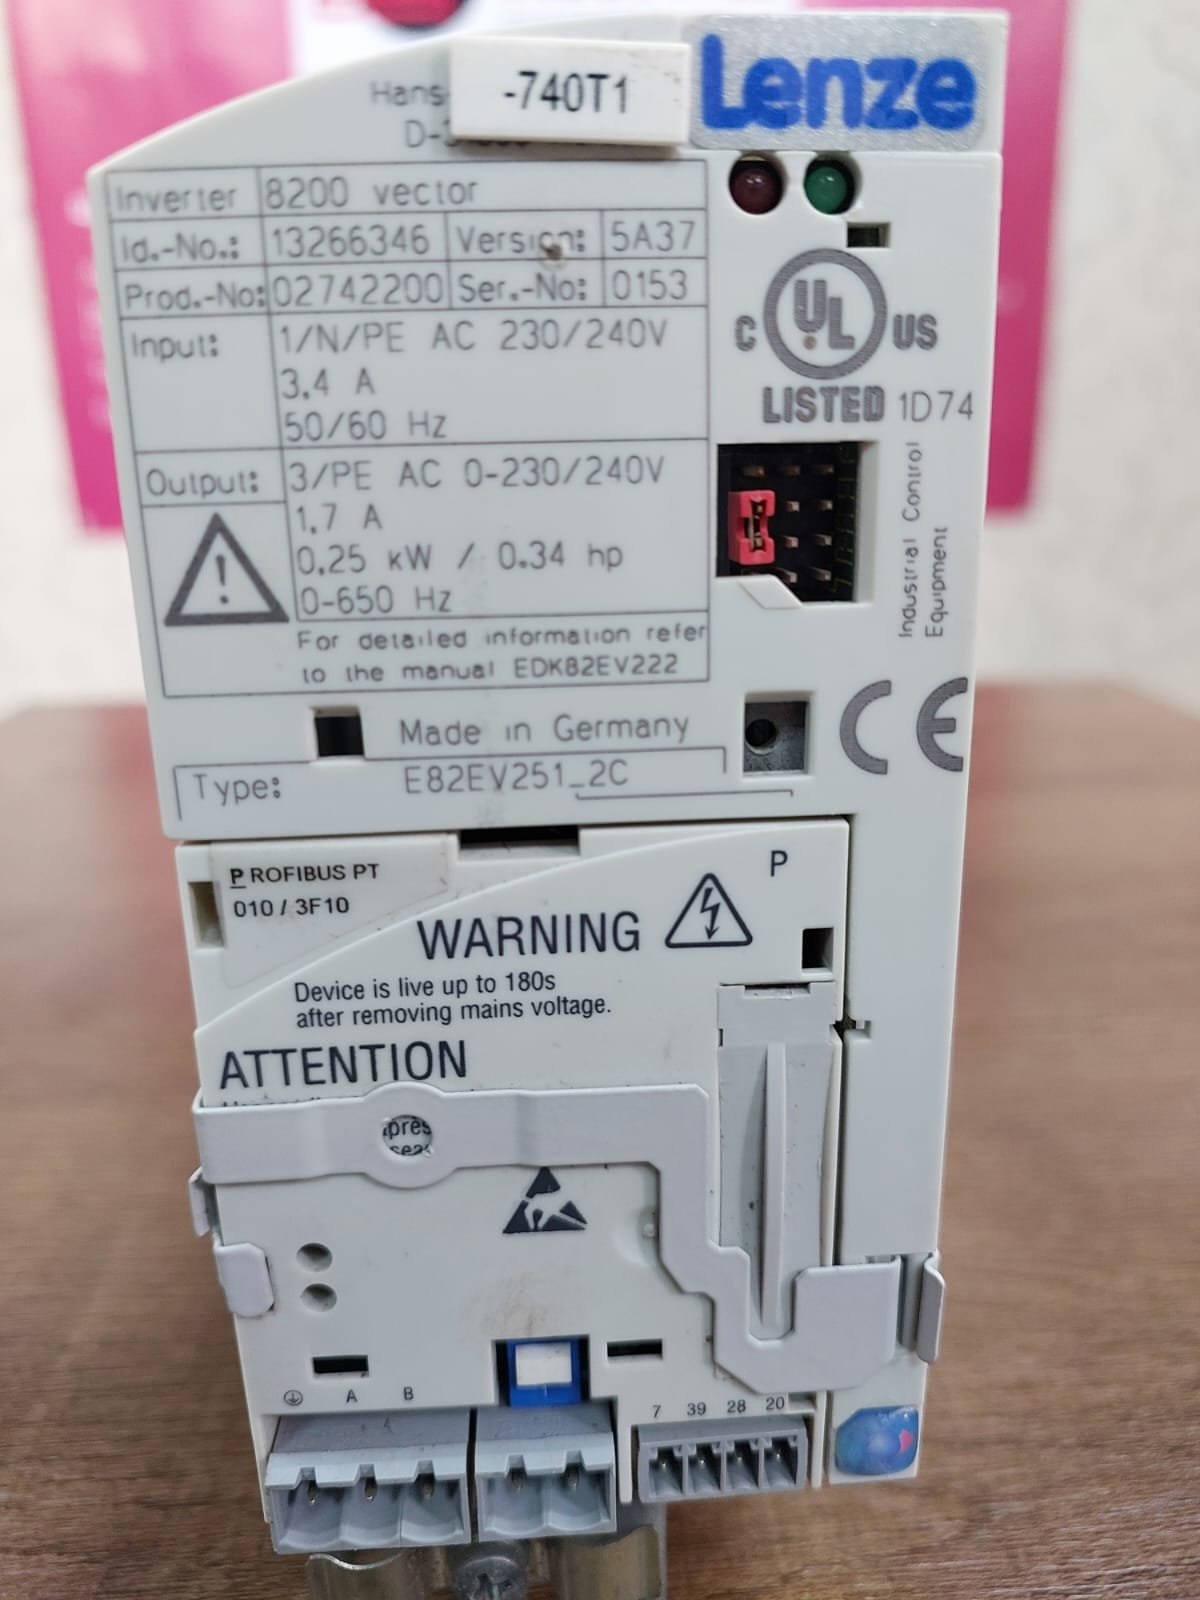 Hans-
-740T1
Lenze
D-3
Inverter 8200 vector
Id.-No.: 13266346 Version: 5A37
Prod.-No: 02742200 Ser.-No: 0153
Input: 1/N/PE AC 230/240V
3,4 A
50/60 Hz
Output: 3/PE AC 0-230/240V
1,7 A
0,25 kW / 0.34 hp
0-650 Hz
For detailed information refer
to the manual EDK82EV222
C UL US
LISTED 1D74
Industrial Control
Equipment
Made in Germany
CE
Type: E82EV251_2C
PROFIBUS PT
010 / 3F10
P
WARNING
Device is live up to 180s
after removing mains voltage.
ATTENTION
A B
7 39 28 20